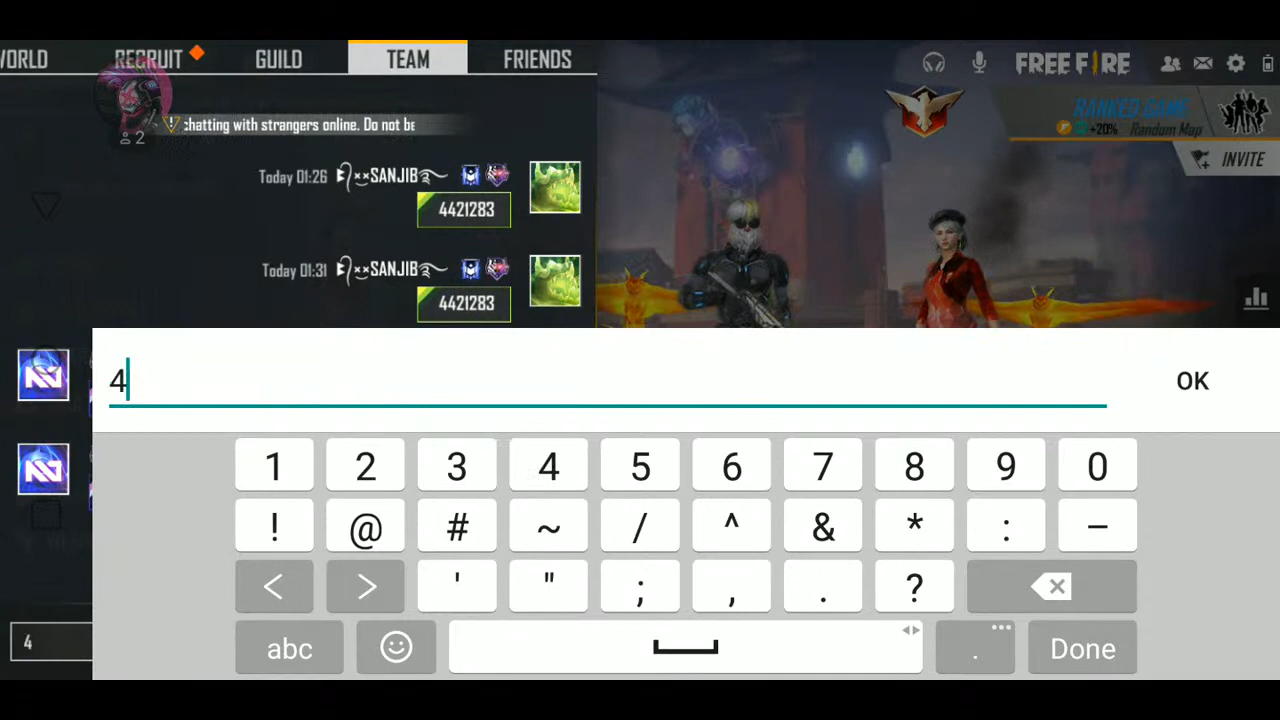 WORLD RECRUIT GUILD TEAM FRIENDS
FREE FIRE
2
! chatting with strangers online. Do not be
RANKED GAME
+20% Random Map
INVITE
Today 01:26 ××SANJIB
4421283
Today 01:31 ××SANJIB
4421283
4
OK
1 2 3 4 5 6 7 8 9 0
! @ # ~ / ^ & * : –
< > ' " ; , . ?
4
abc . Done